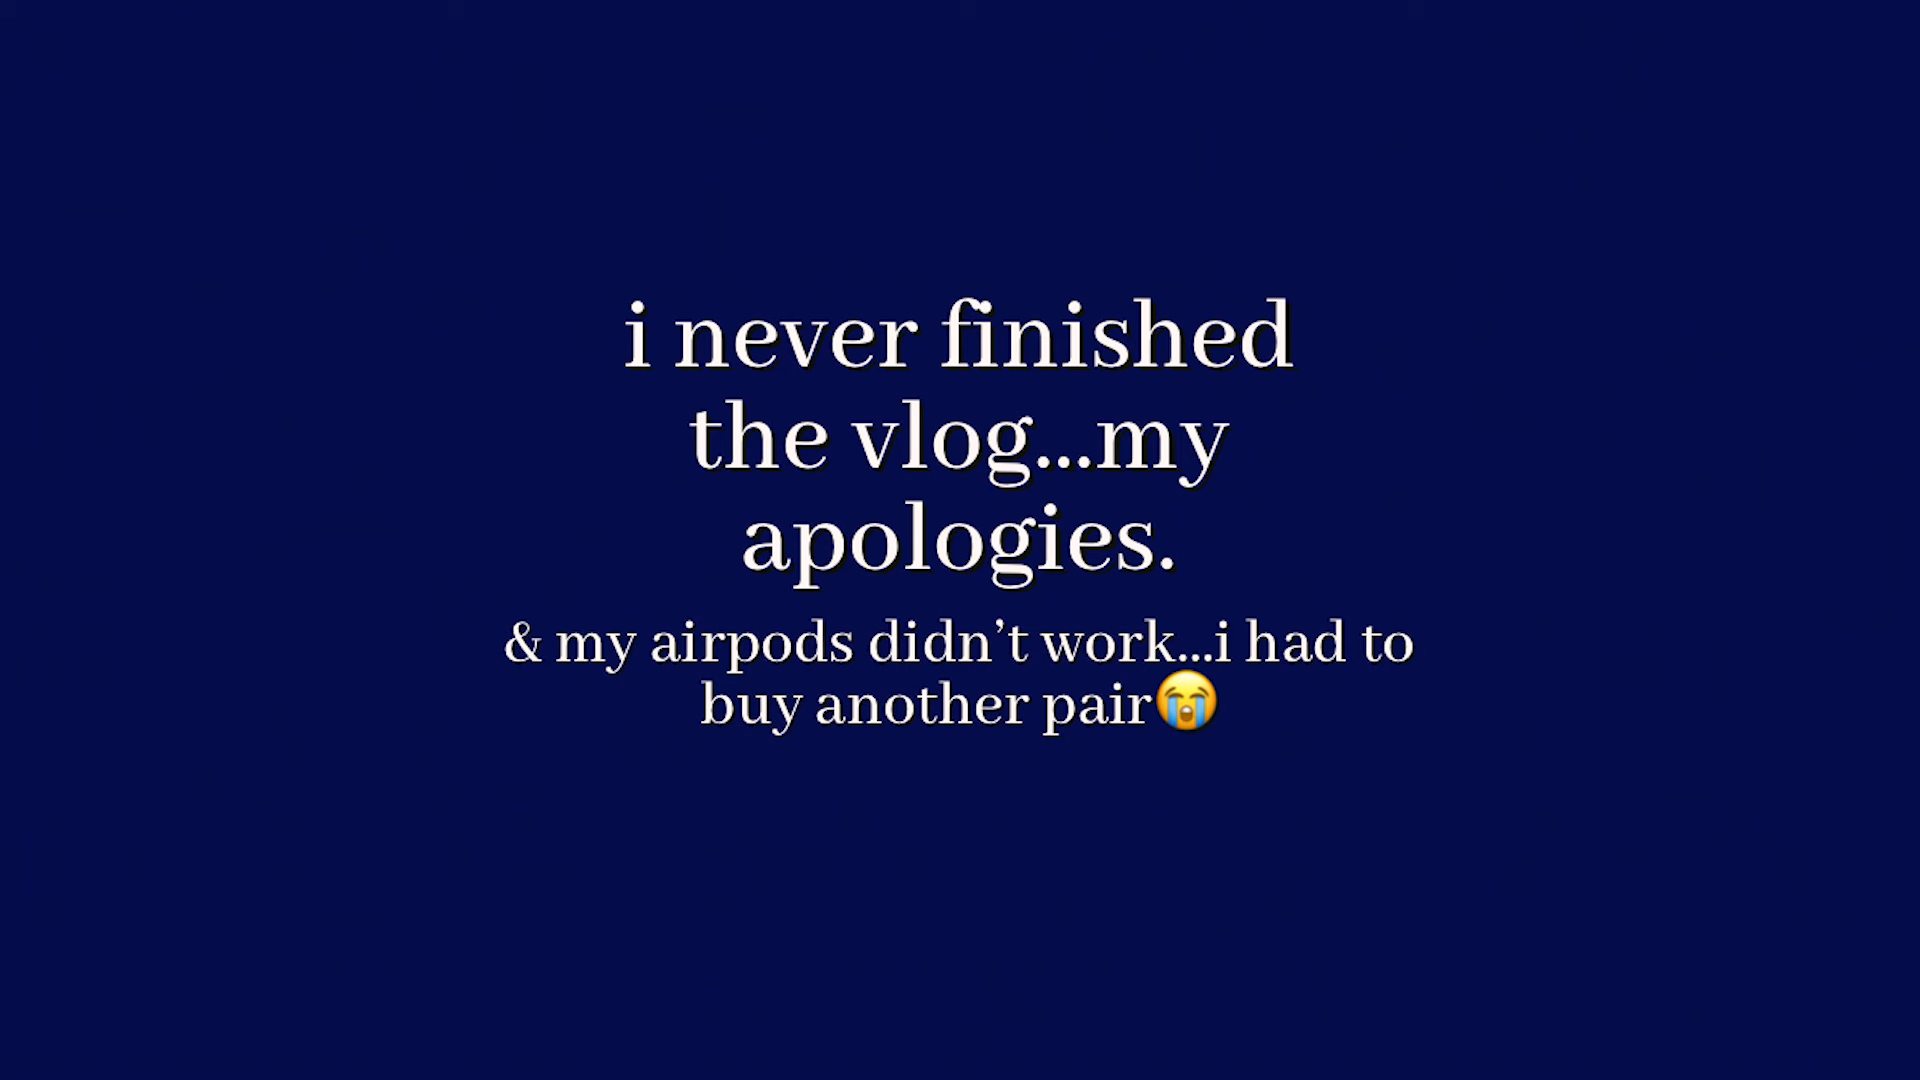 i never finished
the vlog...my
apologies.
& my airpods didn’t work...i had to
buy another pair😭